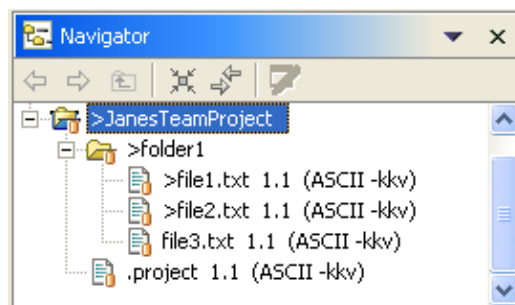 Navigator
>JanesTeamProject
>folder1
>file1.txt 1.1 (ASCII -kkv)
>file2.txt 1.1 (ASCII -kkv)
file3.txt 1.1 (ASCII -kkv)
.project 1.1 (ASCII -kkv)